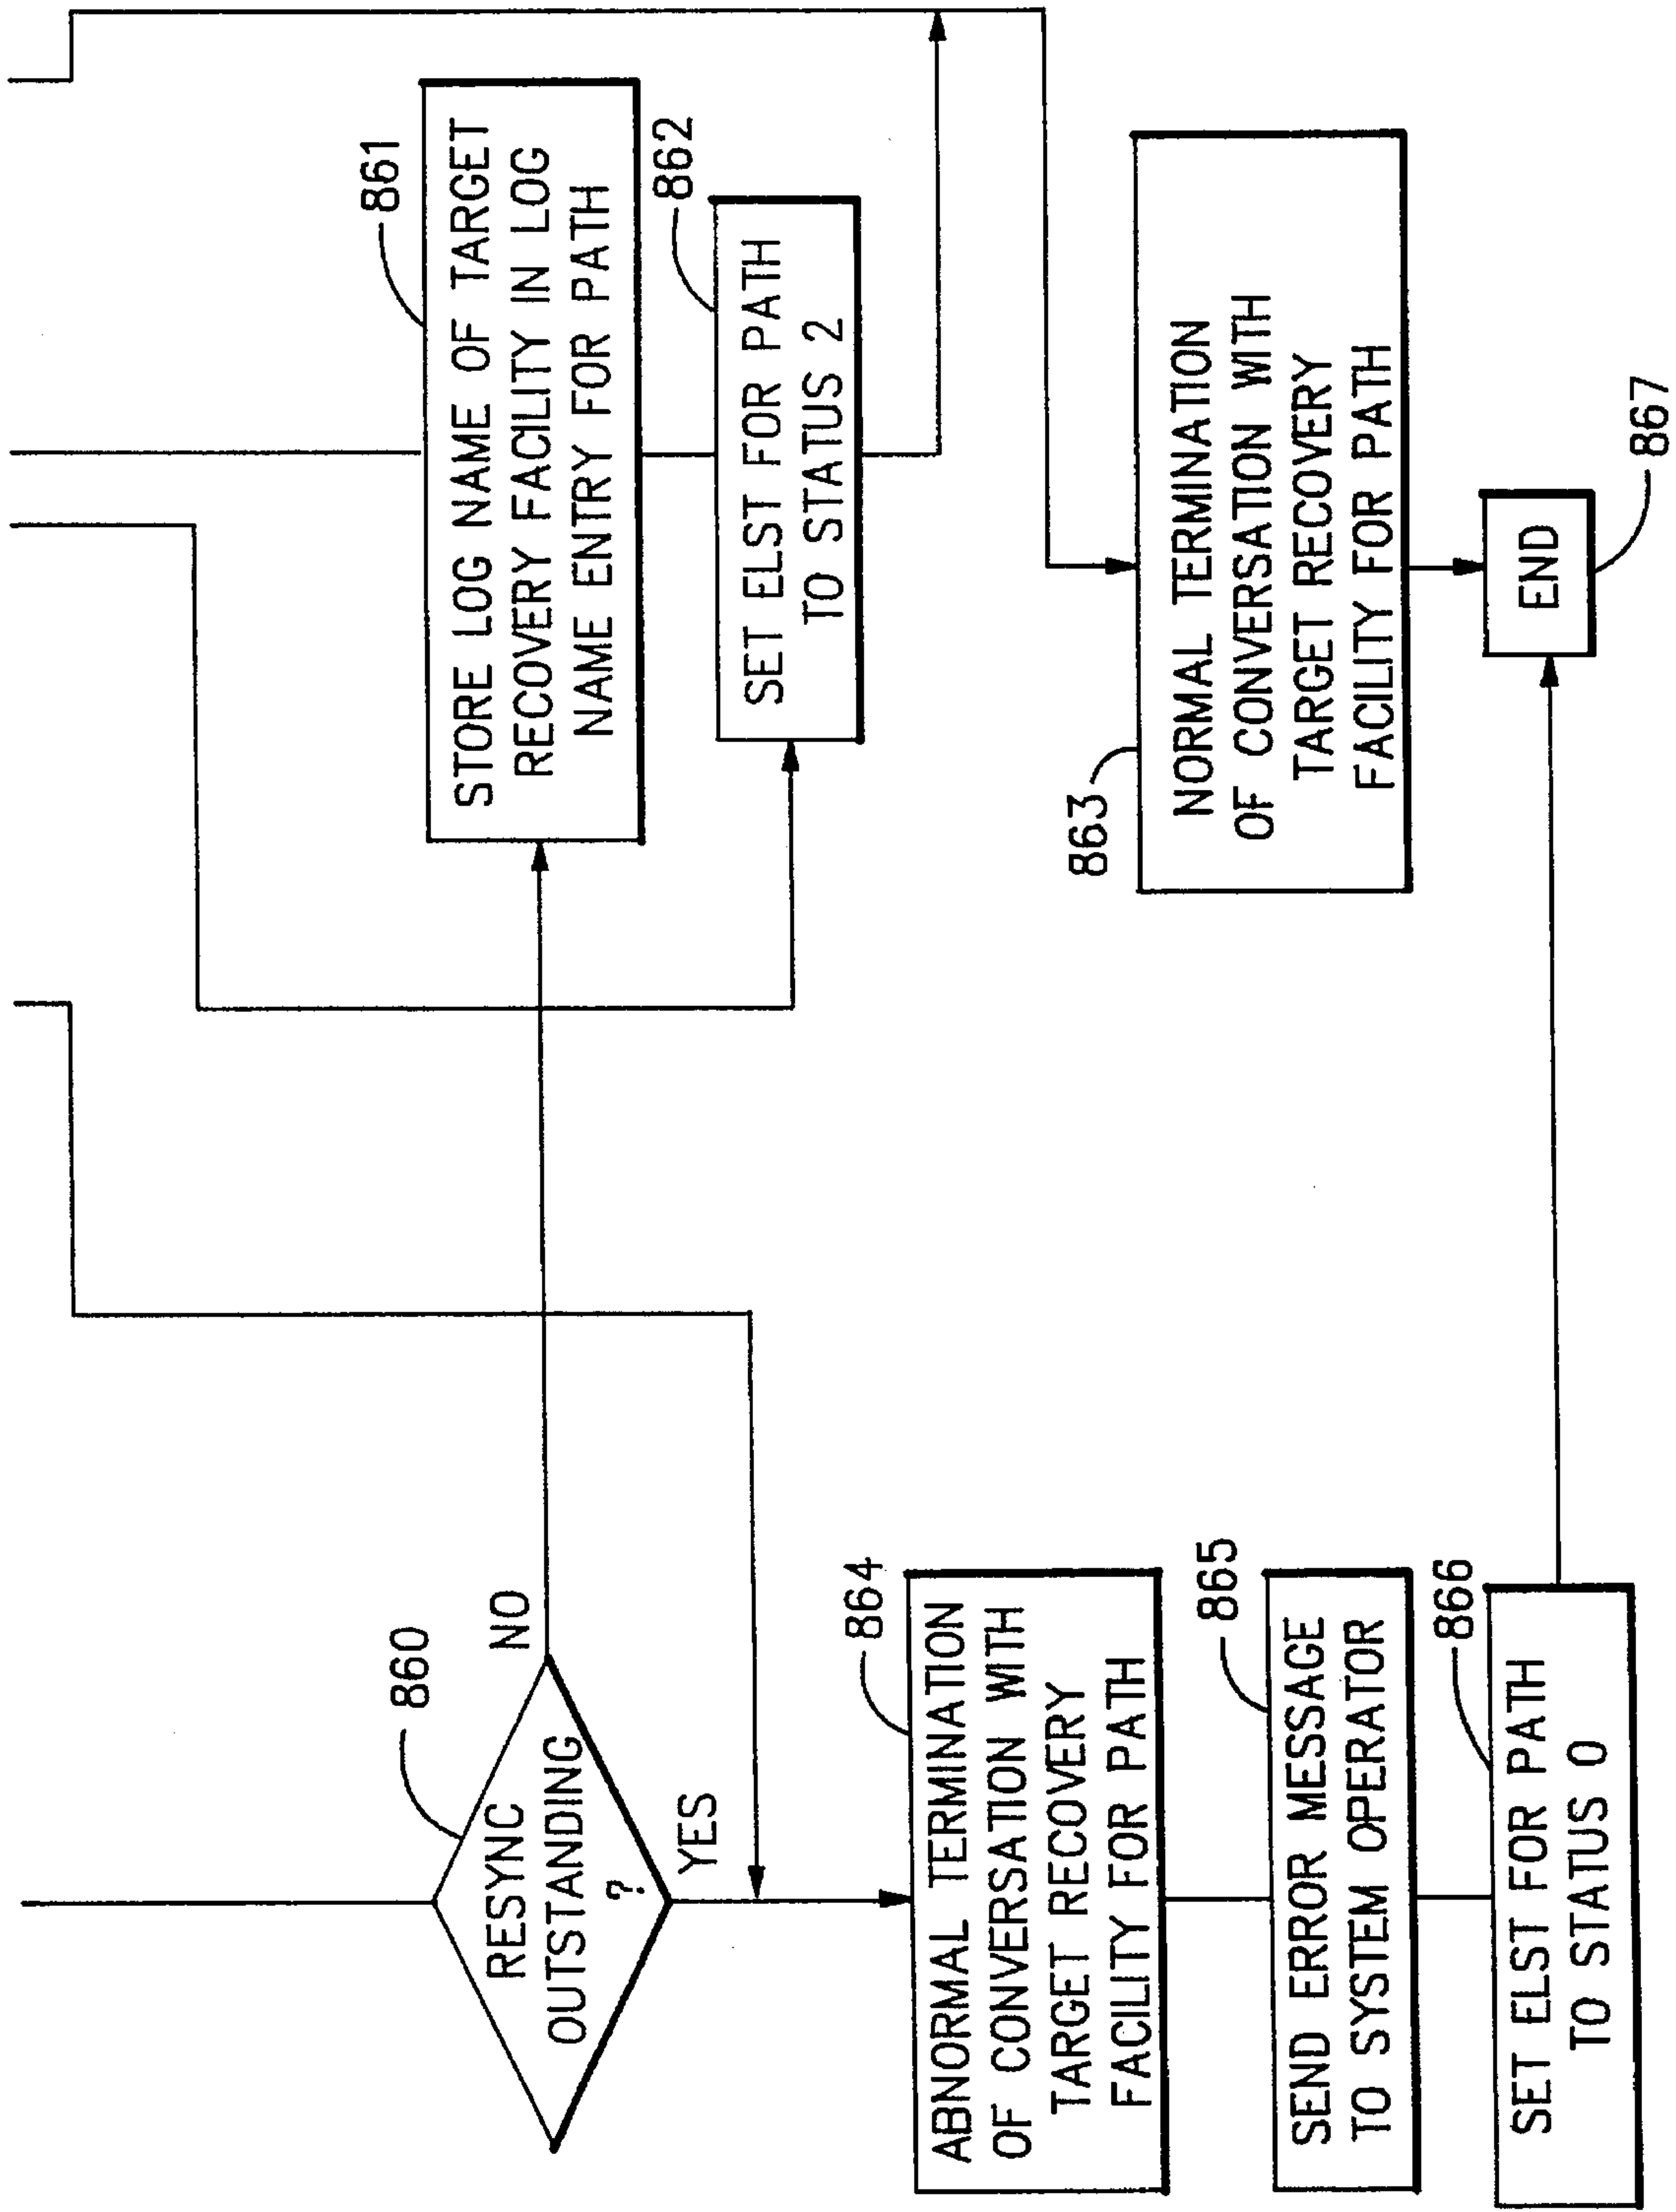 860
RESYNC
OUTSTANDING
?
NO
YES
861
STORE LOG NAME OF TARGET
RECOVERY FACILITY IN LOG
NAME ENTRY FOR PATH
862
SET ELST FOR PATH
TO STATUS 2
864
ABNORMAL TERMINATION
OF CONVERSATION WITH
TARGET RECOVERY
FACILITY FOR PATH
863
NORMAL TERMINATION
OF CONVERSATION WITH
TARGET RECOVERY
FACILITY FOR PATH
865
SEND ERROR MESSAGE
TO SYSTEM OPERATOR
866
SET ELST FOR PATH
TO STATUS 0
END
867